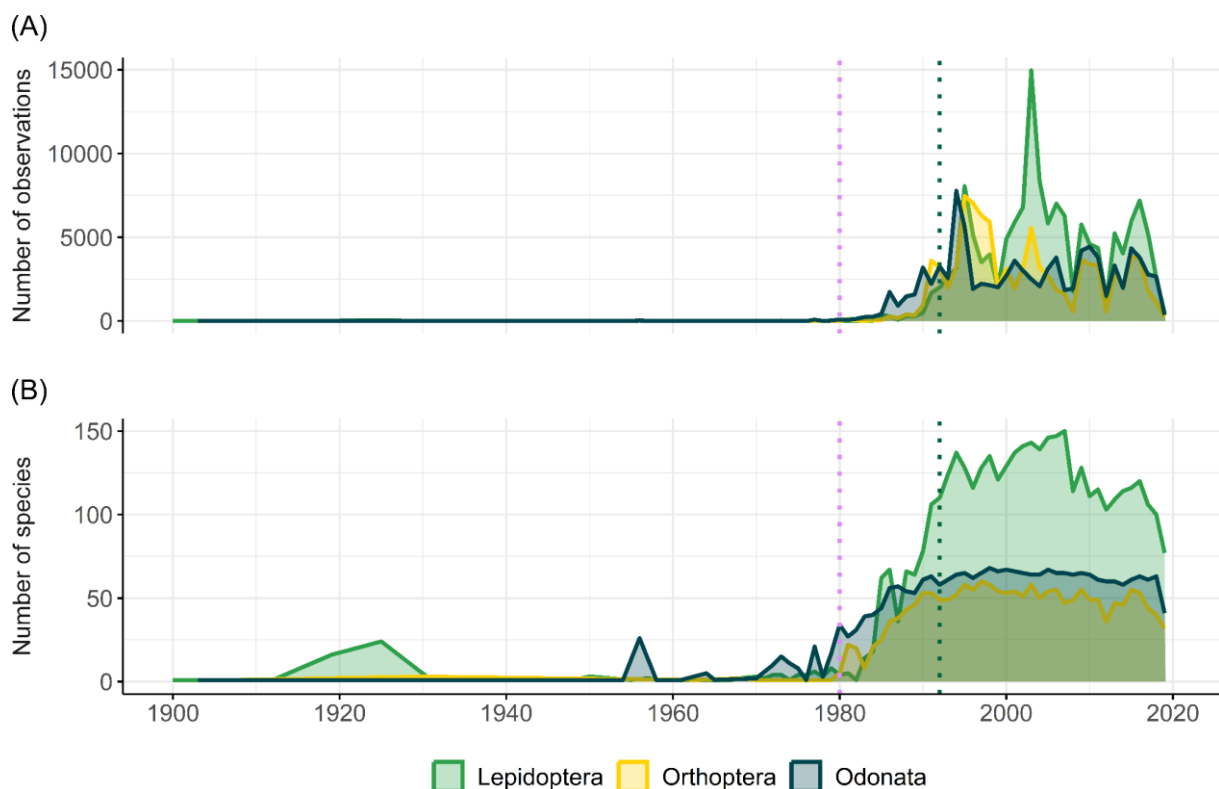 (A)
Number of observations
15000
10000
5000
0
(B)
Number of species
150
100
50
0
1900 1920 1940 1960 1980 2000 2020
Lepidoptera Orthoptera Odonata